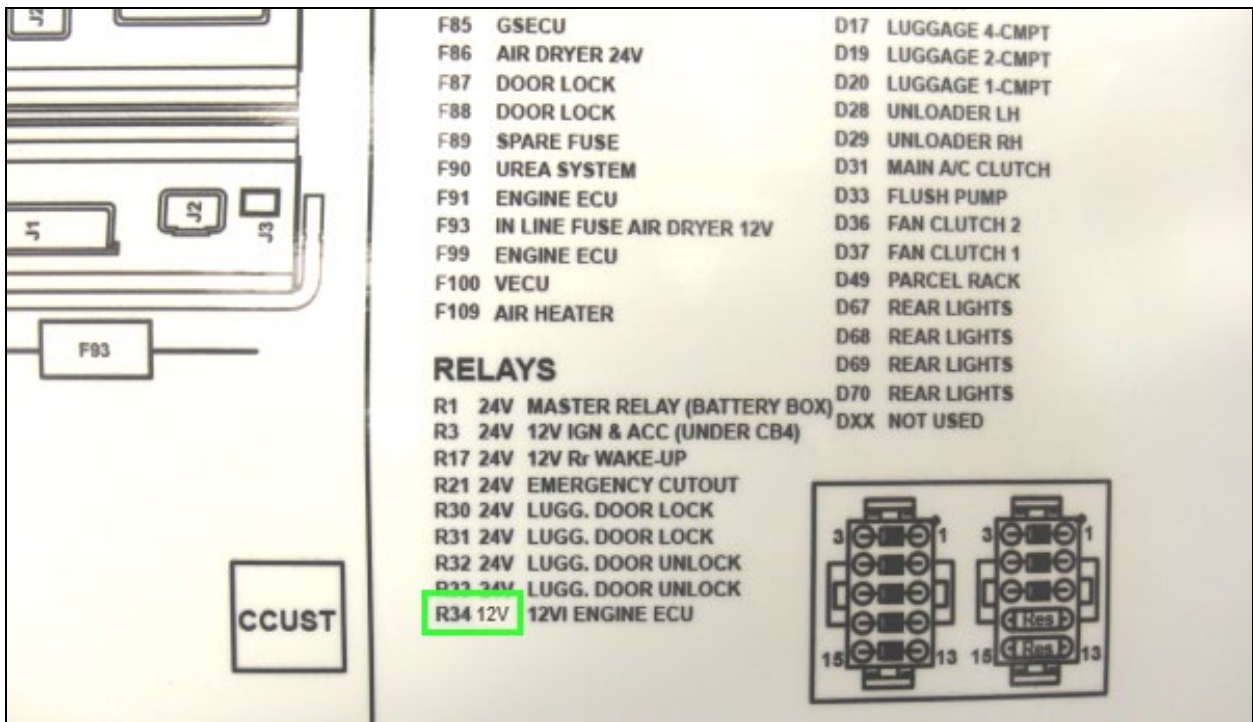 J2
J1
J2
J3
F93
CCUST
F85 GSECU
F86 AIR DRYER 24V
F87 DOOR LOCK
F88 DOOR LOCK
F89 SPARE FUSE
F90 UREA SYSTEM
F91 ENGINE ECU
F93 IN LINE FUSE AIR DRYER 12V
F99 ENGINE ECU
F100 VECU
F109 AIR HEATER
RELAYS
R1 24V MASTER RELAY (BATTERY BOX)
R3 24V 12V IGN & ACC (UNDER CB4)
R17 24V 12V Rr WAKE-UP
R21 24V EMERGENCY CUTOUT
R30 24V LUGG. DOOR LOCK
R31 24V LUGG. DOOR LOCK
R32 24V LUGG. DOOR UNLOCK
R33 24V LUGG. DOOR UNLOCK
R34 12V 12VI ENGINE ECU
D17 LUGGAGE 4-CMPT
D19 LUGGAGE 2-CMPT
D20 LUGGAGE 1-CMPT
D28 UNLOADER LH
D29 UNLOADER RH
D31 MAIN A/C CLUTCH
D33 FLUSH PUMP
D36 FAN CLUTCH 2
D37 FAN CLUTCH 1
D49 PARCEL RACK
D67 REAR LIGHTS
D68 REAR LIGHTS
D69 REAR LIGHTS
D70 REAR LIGHTS
DXX NOT USED
3 1 3 1
Res
Res
15 13 15 13